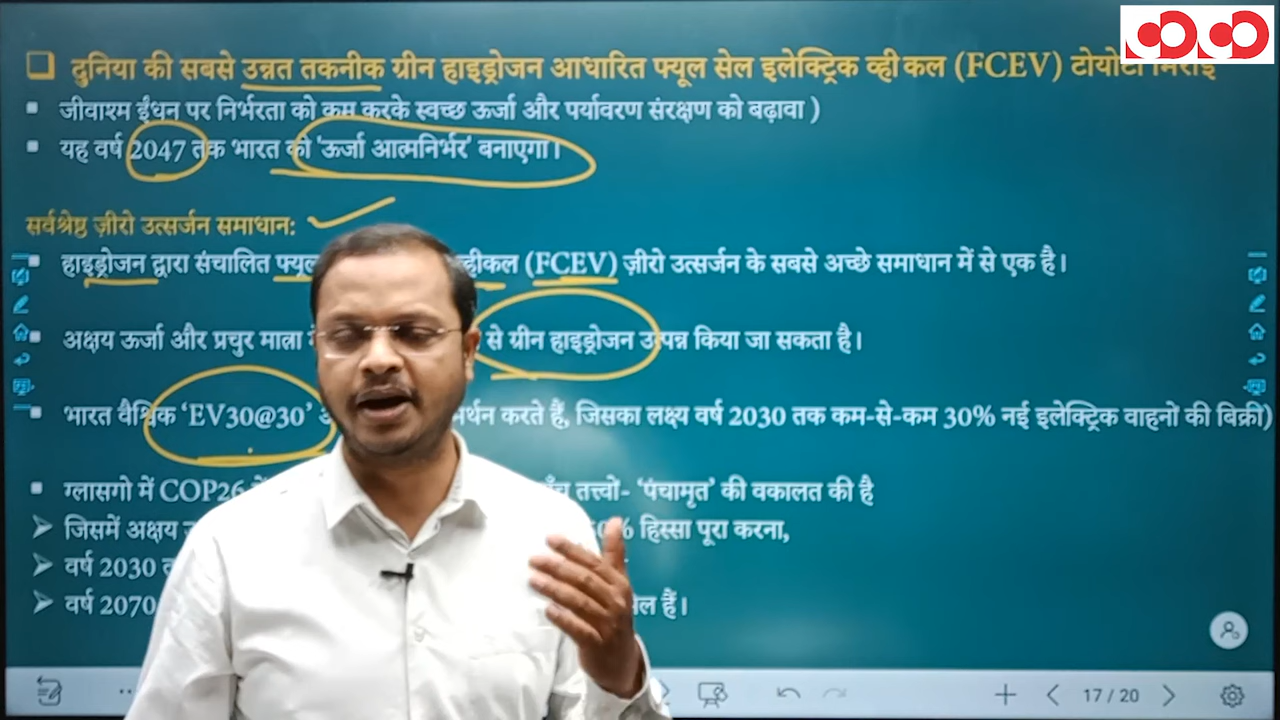 दुनिया की सबसे उन्नत तकनीक ग्रीन हाइड्रोजन आधारित फ्यूल सेल इलेक्ट्रिक व्हीकल (FCEV) टोयोटा मिराई
जीवाश्म ईंधन पर निर्भरता को कम करके स्वच्छ ऊर्जा और पर्यावरण संरक्षण को बढ़ावा )
यह वर्ष 2047 तक भारत को 'ऊर्जा आत्मनिर्भर' बनाएगा।
सर्वश्रेष्ठ ज़ीरो उत्सर्जन समाधान:
हाइड्रोजन द्वारा संचालित (FCEV) ज़ीरो उत्सर्जन के सबसे अच्छे समाधान में से एक है।
अक्षय ऊर्जा और प्रचुर मात्रा से ग्रीन हाइड्रोजन उत्पन्न किया जा सकता है।
भारत वैश्विक 'EV30@30' करते हैं, जिसका लक्ष्य वर्ष 2030 तक कम-से-कम 30% नई इलेक्ट्रिक वाहनों की बिक्री)
ग्लासगो में COP26 तत्त्वों- 'पंचामृत' की वकालत की है
जिसमें अक्षय हिस्सा पूरा करना,
वर्ष 2030
वर्ष 2070 हैं।
17 / 20